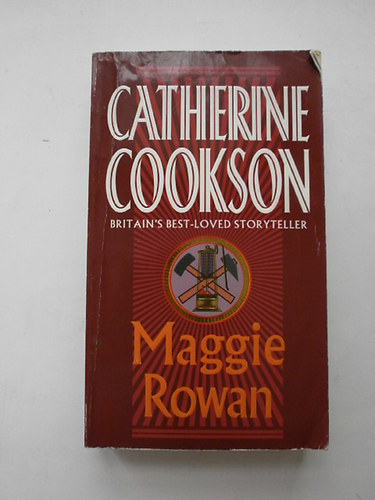 CATHERINE
COOKSON
BRITAIN'S BEST-LOVED STORYTELLER
Maggie
Rowan